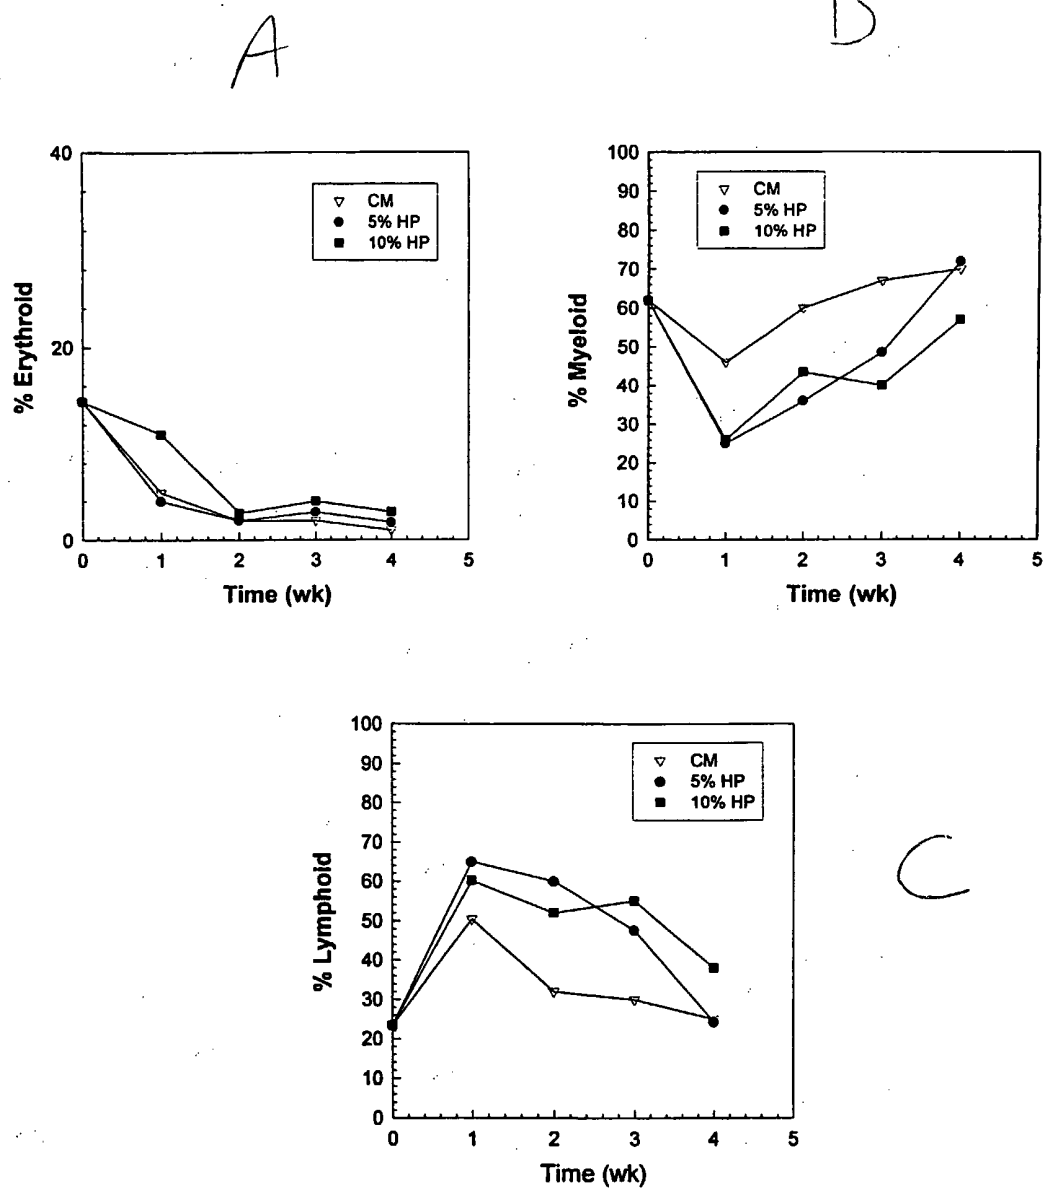 A
D
40
20
0
% Erythroid
CM
5% HP
10% HP
0 1 2 3 4 5
Time (wk)
100
90
80
70
60
50
40
30
20
10
0
% Myeloid
CM
5% HP
10% HP
0 1 2 3 4 5
Time (wk)
100
90
80
70
60
50
40
30
20
10
0
% Lymphoid
CM
5% HP
10% HP
0 1 2 3 4 5
Time (wk)
C